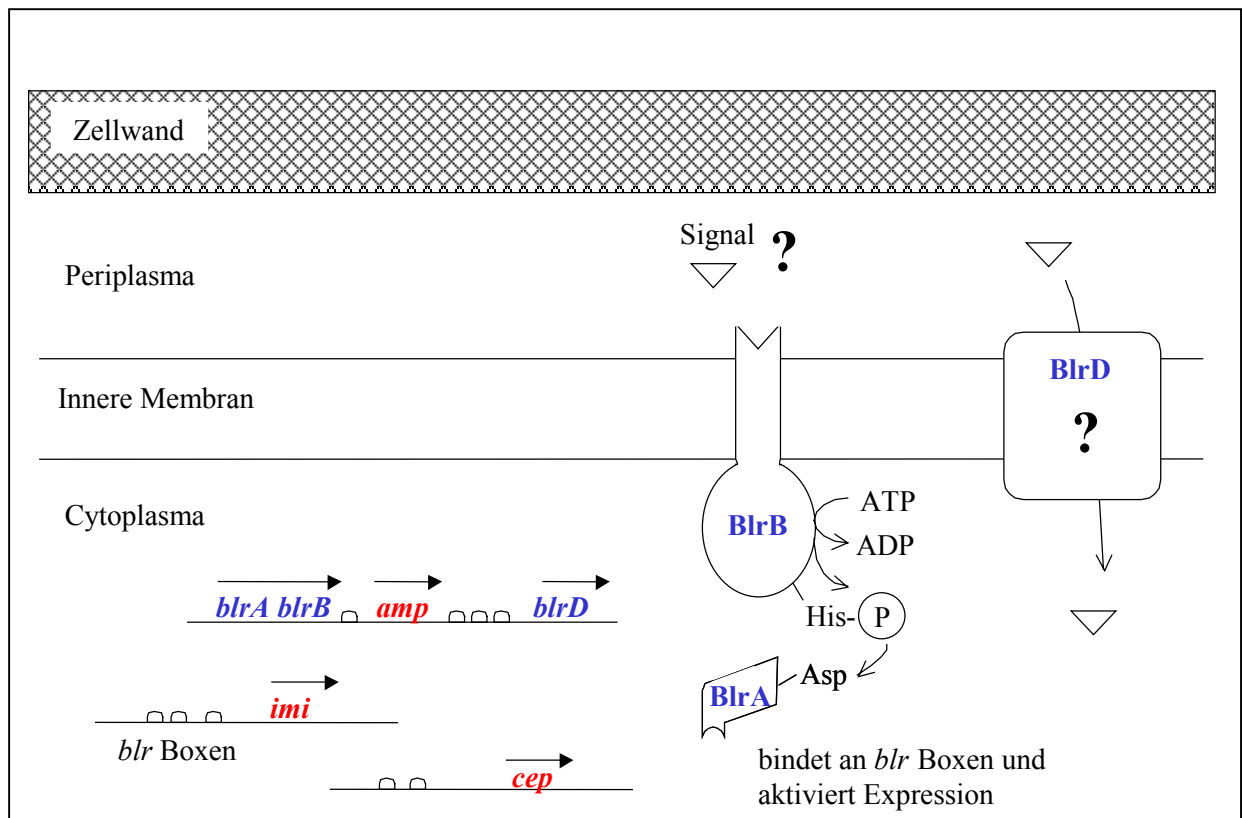 Zellwand
Signal ?
Periplasma
BlrD
Innere Membran
?
Cytoplasma
ATP
BlrB
ADP
blrA blrB amp blrD
His- P
Asp
BlrA
imi
blr Boxen
bindet an blr Boxen und
cep
aktiviert Expression